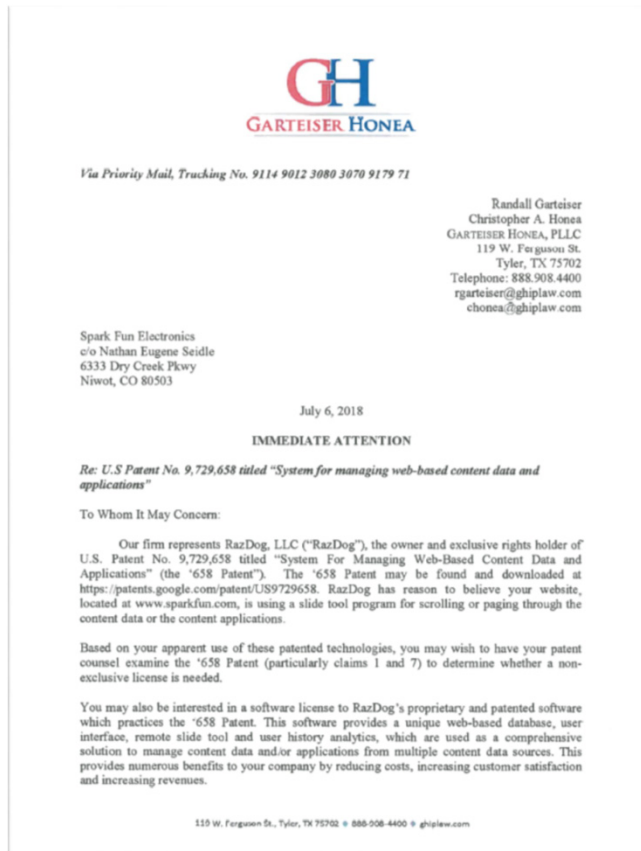 GH
GARTEISER HONEA
Via Priority Mail, Trucking No. 9114 9012 3080 3070 9179 71
Randall Garteiser
Christopher A. Honea
GARTEISER HONEA, PLLC
119 W. Ferguson St.
Tyler, TX 75702
Telephone: 888.908.4400
rgarteiser@ghiplaw.com
chonea@ghiplaw.com
Spark Fun Electronics
c/o Nathan Eugene Seidle
6333 Dry Creek Pkwy
Niwot, CO 80503
July 6, 2018
IMMEDIATE ATTENTION
Re: U.S Patent No. 9,729,658 titled “System for managing web-based content data and
applications”
To Whom It May Concern:
Our firm represents RazDog, LLC (“RazDog”), the owner and exclusive rights holder of
U.S. Patent No. 9,729,658 titled “System For Managing Web-Based Content Data and
Applications” (the ‘658 Patent”). The ‘658 Patent may be found and downloaded at
https://patents.google.com/patent/US9729658. RazDog has reason to believe your website,
located at www.sparkfun.com, is using a slide tool program for scrolling or paging through the
content data or the content applications.
Based on your apparent use of these patented technologies, you may wish to have your patent
counsel examine the ‘658 Patent (particularly claims 1 and 7) to determine whether a non-
exclusive license is needed.
You may also be interested in a software license to RazDog’s proprietary and patented software
which practices the ‘658 Patent. This software provides a unique web-based database, user
interface, remote slide tool and user history analytics, which are used as a comprehensive
solution to manage content data and/or applications from multiple content data sources. This
provides numerous benefits to your company by reducing costs, increasing customer satisfaction
and increasing revenues.
119 W. Ferguson St., Tyler, TX 75702 ♦ 888-908-4400 ♦ ghiplaw.com